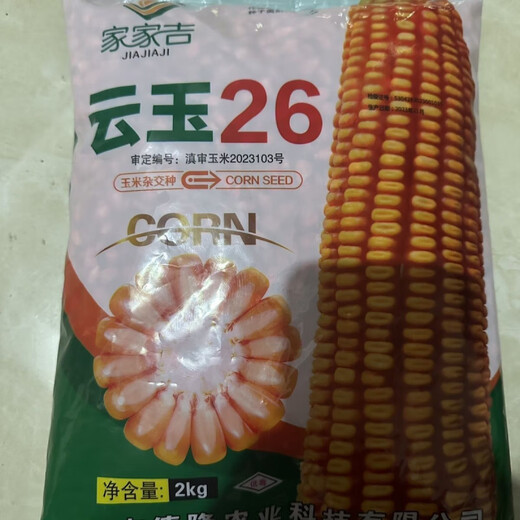 家家吉
JIAJIAJI
云玉26
审定编号：滇审玉米2023103号
玉米杂交种 CORN SEED
CORN
净含量: 2kg